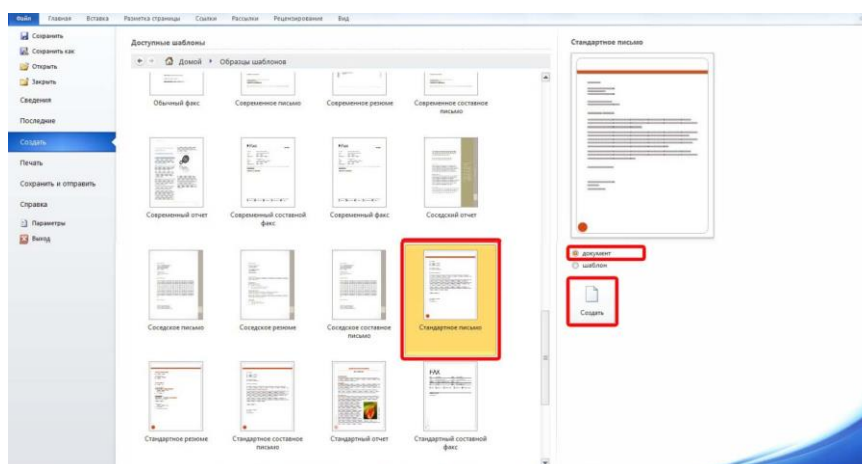 Файл Главная Вставка Разметка страницы Ссылки Рассылки Рецензирование Вид
Сохранить
Сохранить как
Открыть
Закрыть
Сведения
Последние
Создать
Печать
Сохранить и отправить
Справка
Параметры
Выход
Доступные шаблоны
Домой Образцы шаблонов
Обычный факс Современное письмо Современное резюме Современное составное
письмо
Современный отчет Современный составной Современный факс Соседский отчет
факс
Соседское письмо Соседское резюме Соседское составное Стандартное письмо
письмо
Стандартное резюме Стандартное составное Стандартный отчет Стандартный составной
письмо факс
Стандартное письмо
документ
шаблон
Создать